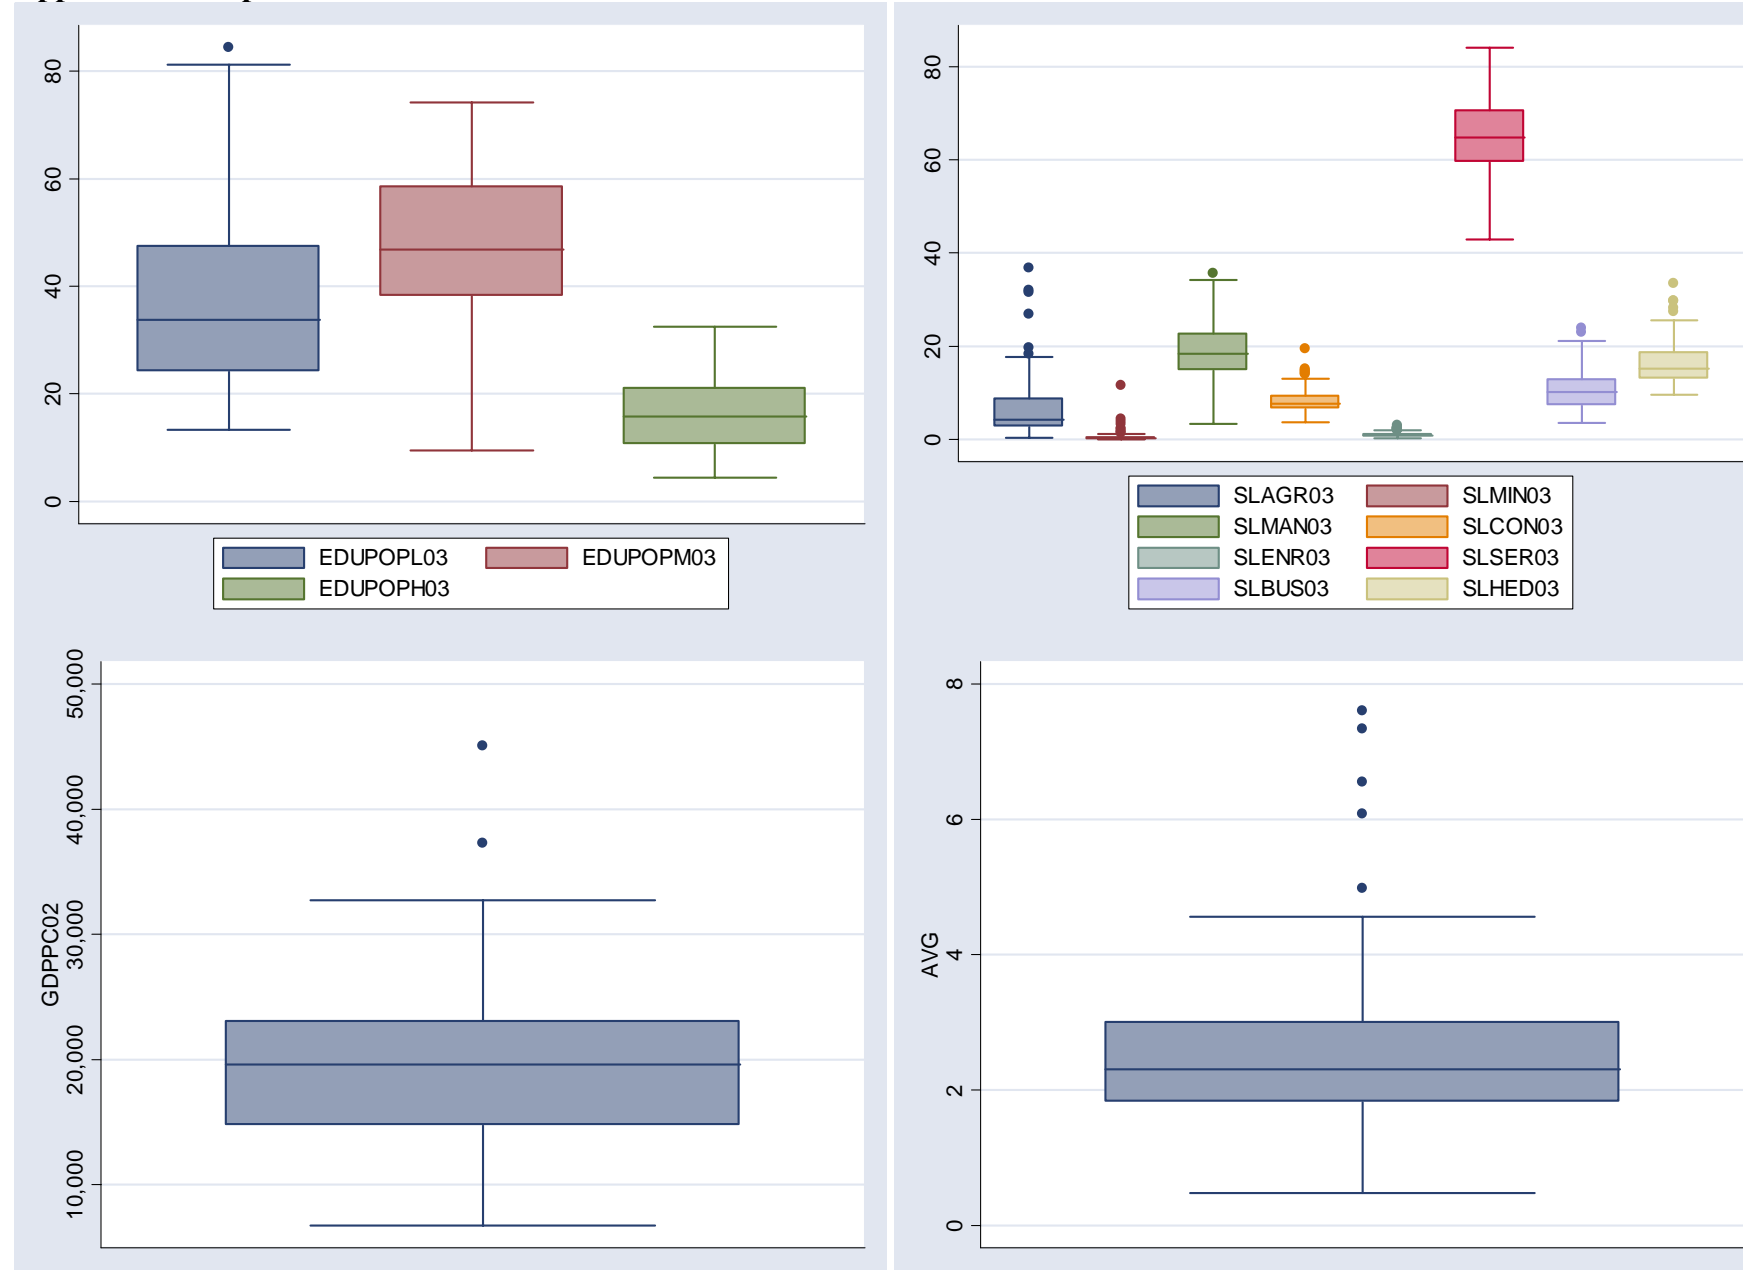 80
60
40
20
0
EDUPOPL03 EDUPOPM03
EDUPOPH03
80
60
40
20
0
SLAGR03 SLMIN03
SLMAN03 SLCON03
SLENR03 SLSER03
SLBUS03 SLHED03
GDPPC02
50,000
40,000
30,000
20,000
10,000
AVG
8
6
4
2
0